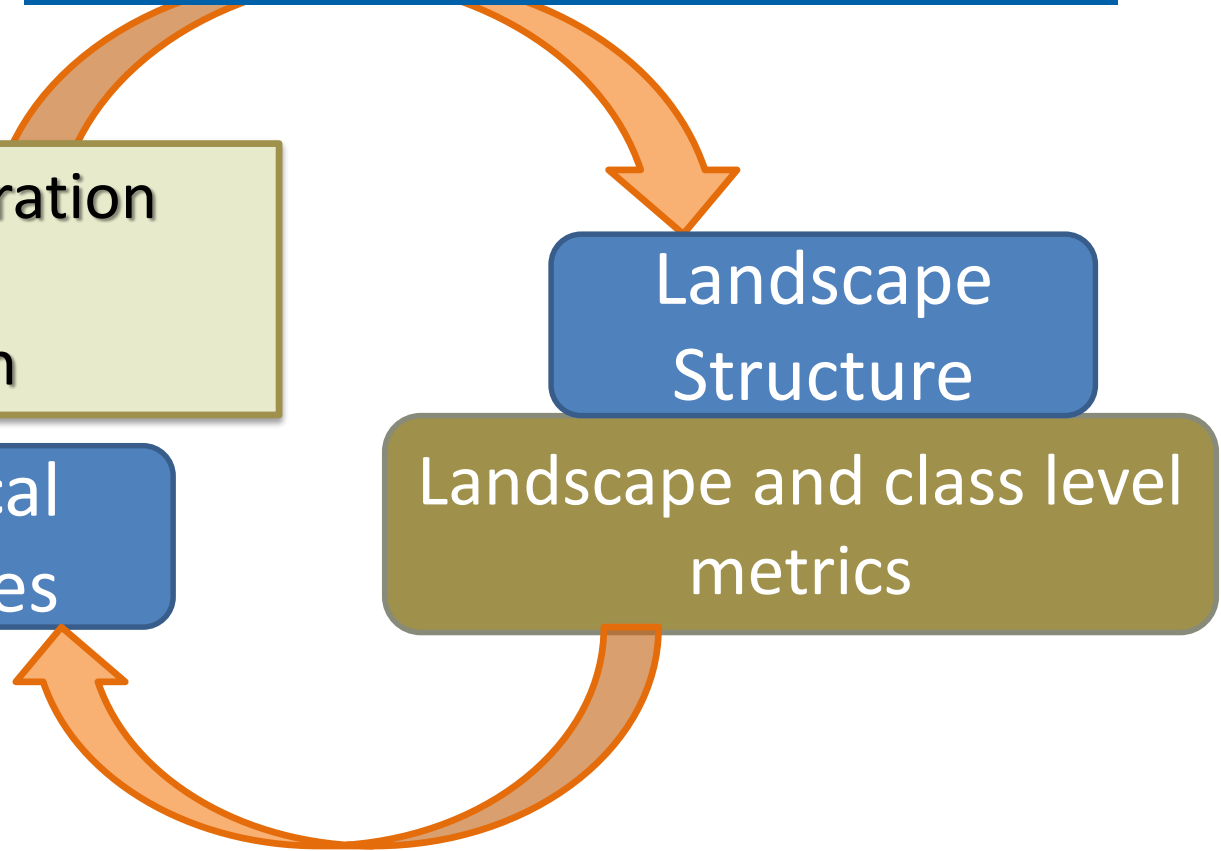 ration
Landscape
Structure
n
Landscape and class level
metrics
cal
es